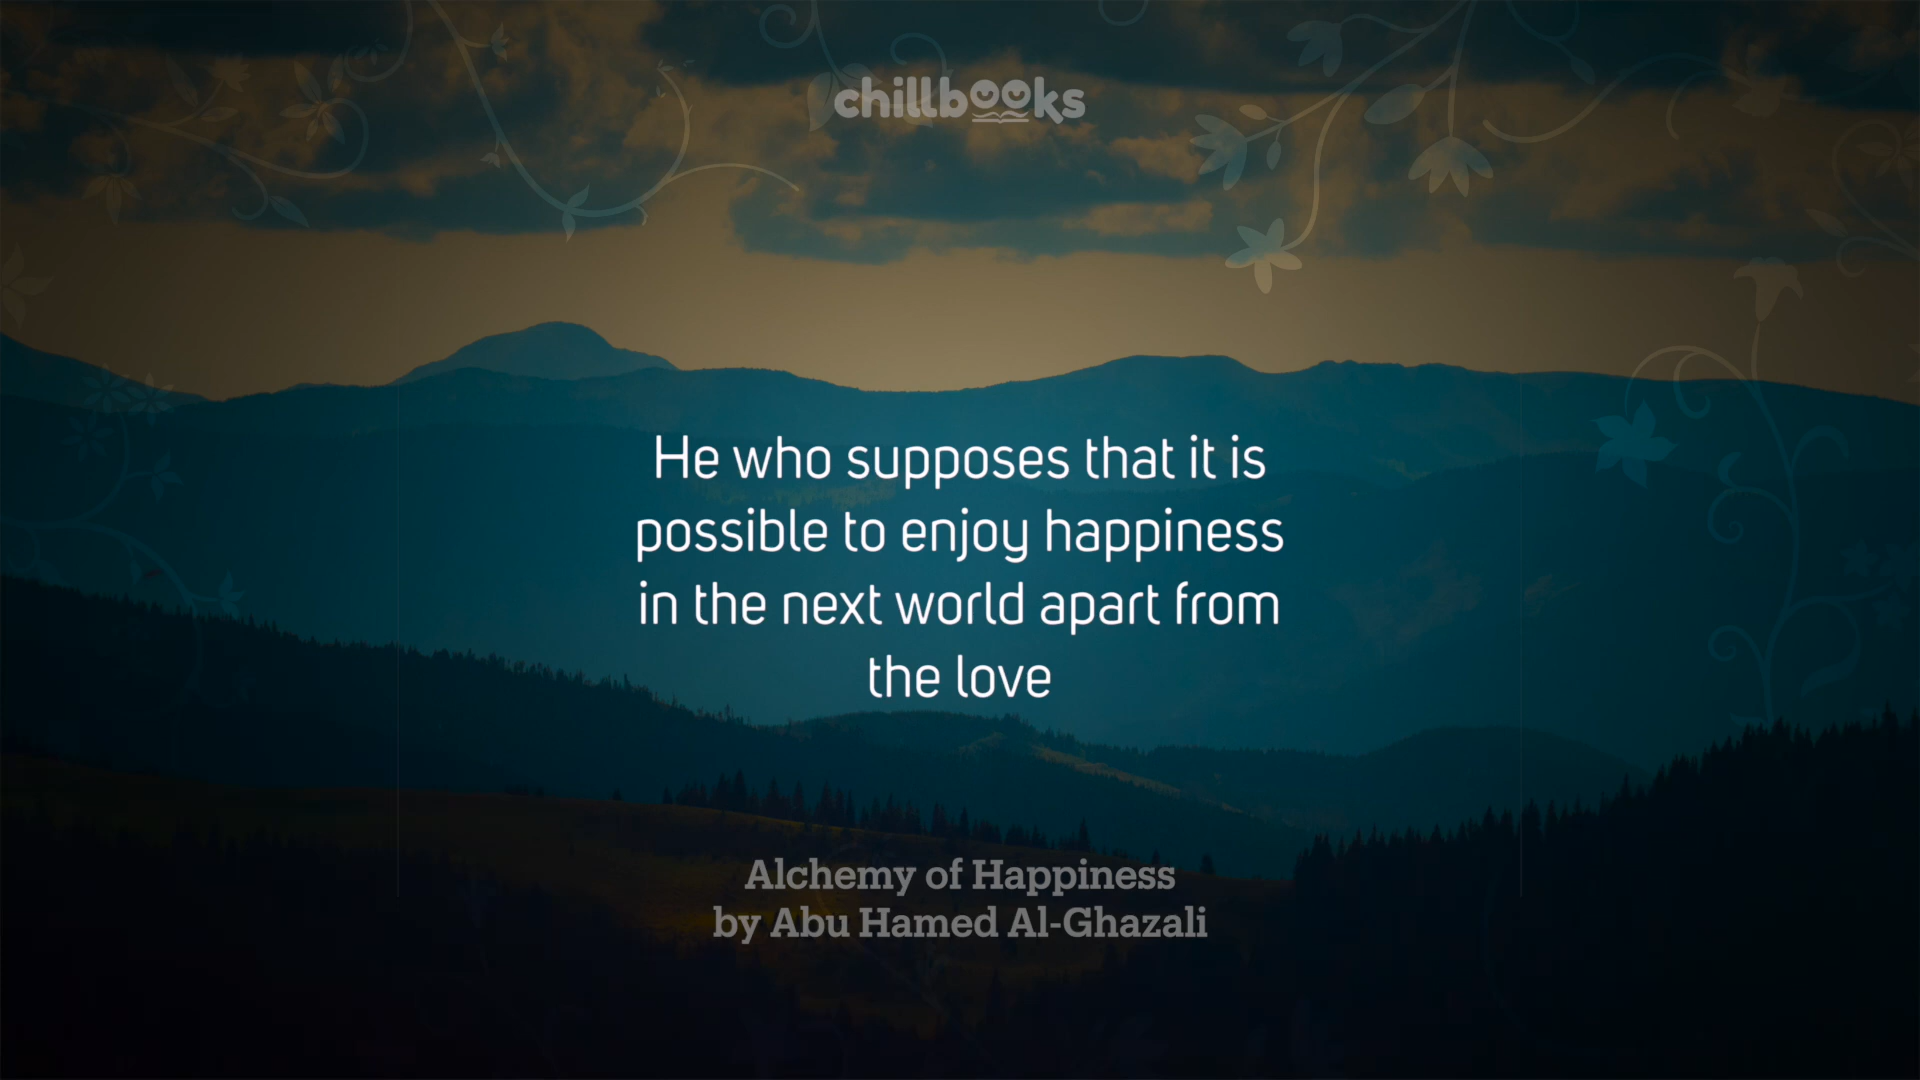 chillbooks
He who supposes that it is
possible to enjoy happiness
in the next world apart from
the love
Alchemy of Happiness
by Abu Hamed Al-Ghazali